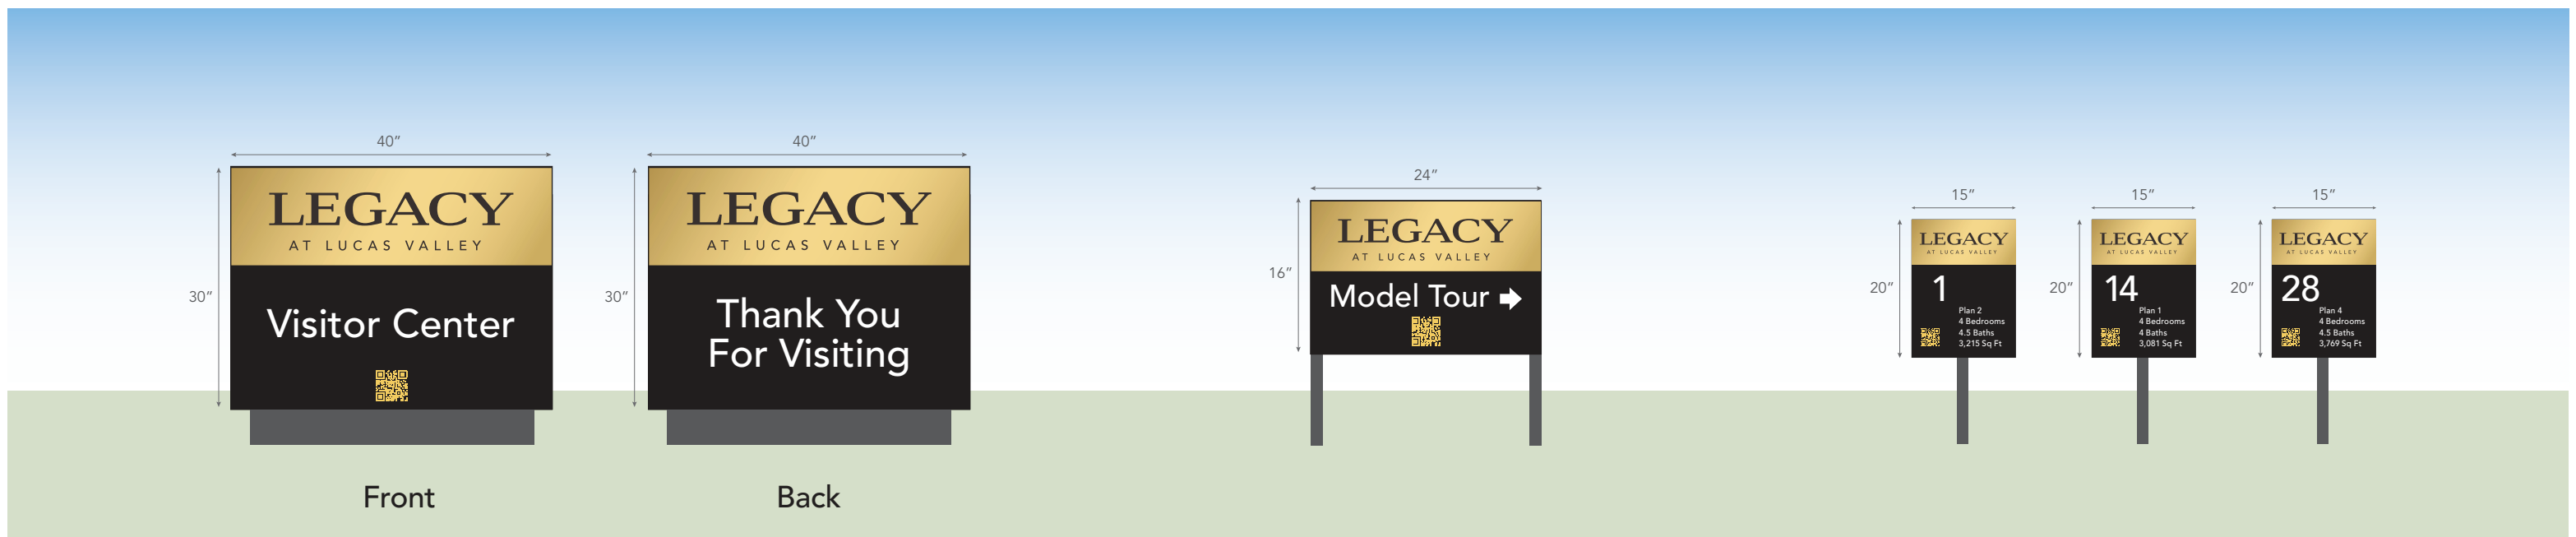 40”
30”
LEGACY
AT LUCAS VALLEY
Visitor Center
Front
40”
30”
LEGACY
AT LUCAS VALLEY
Thank You
For Visiting
Back
24”
16”
LEGACY
AT LUCAS VALLEY
Model Tour
15”
20”
LEGACY
AT LUCAS VALLEY
1
Plan 2
4 Bedrooms
4.5 Baths
3,215 Sq Ft
15”
20”
LEGACY
AT LUCAS VALLEY
14
Plan 1
4 Bedrooms
4 Baths
3,081 Sq Ft
15”
20”
LEGACY
AT LUCAS VALLEY
28
Plan 4
4 Bedrooms
4.5 Baths
3,769 Sq Ft